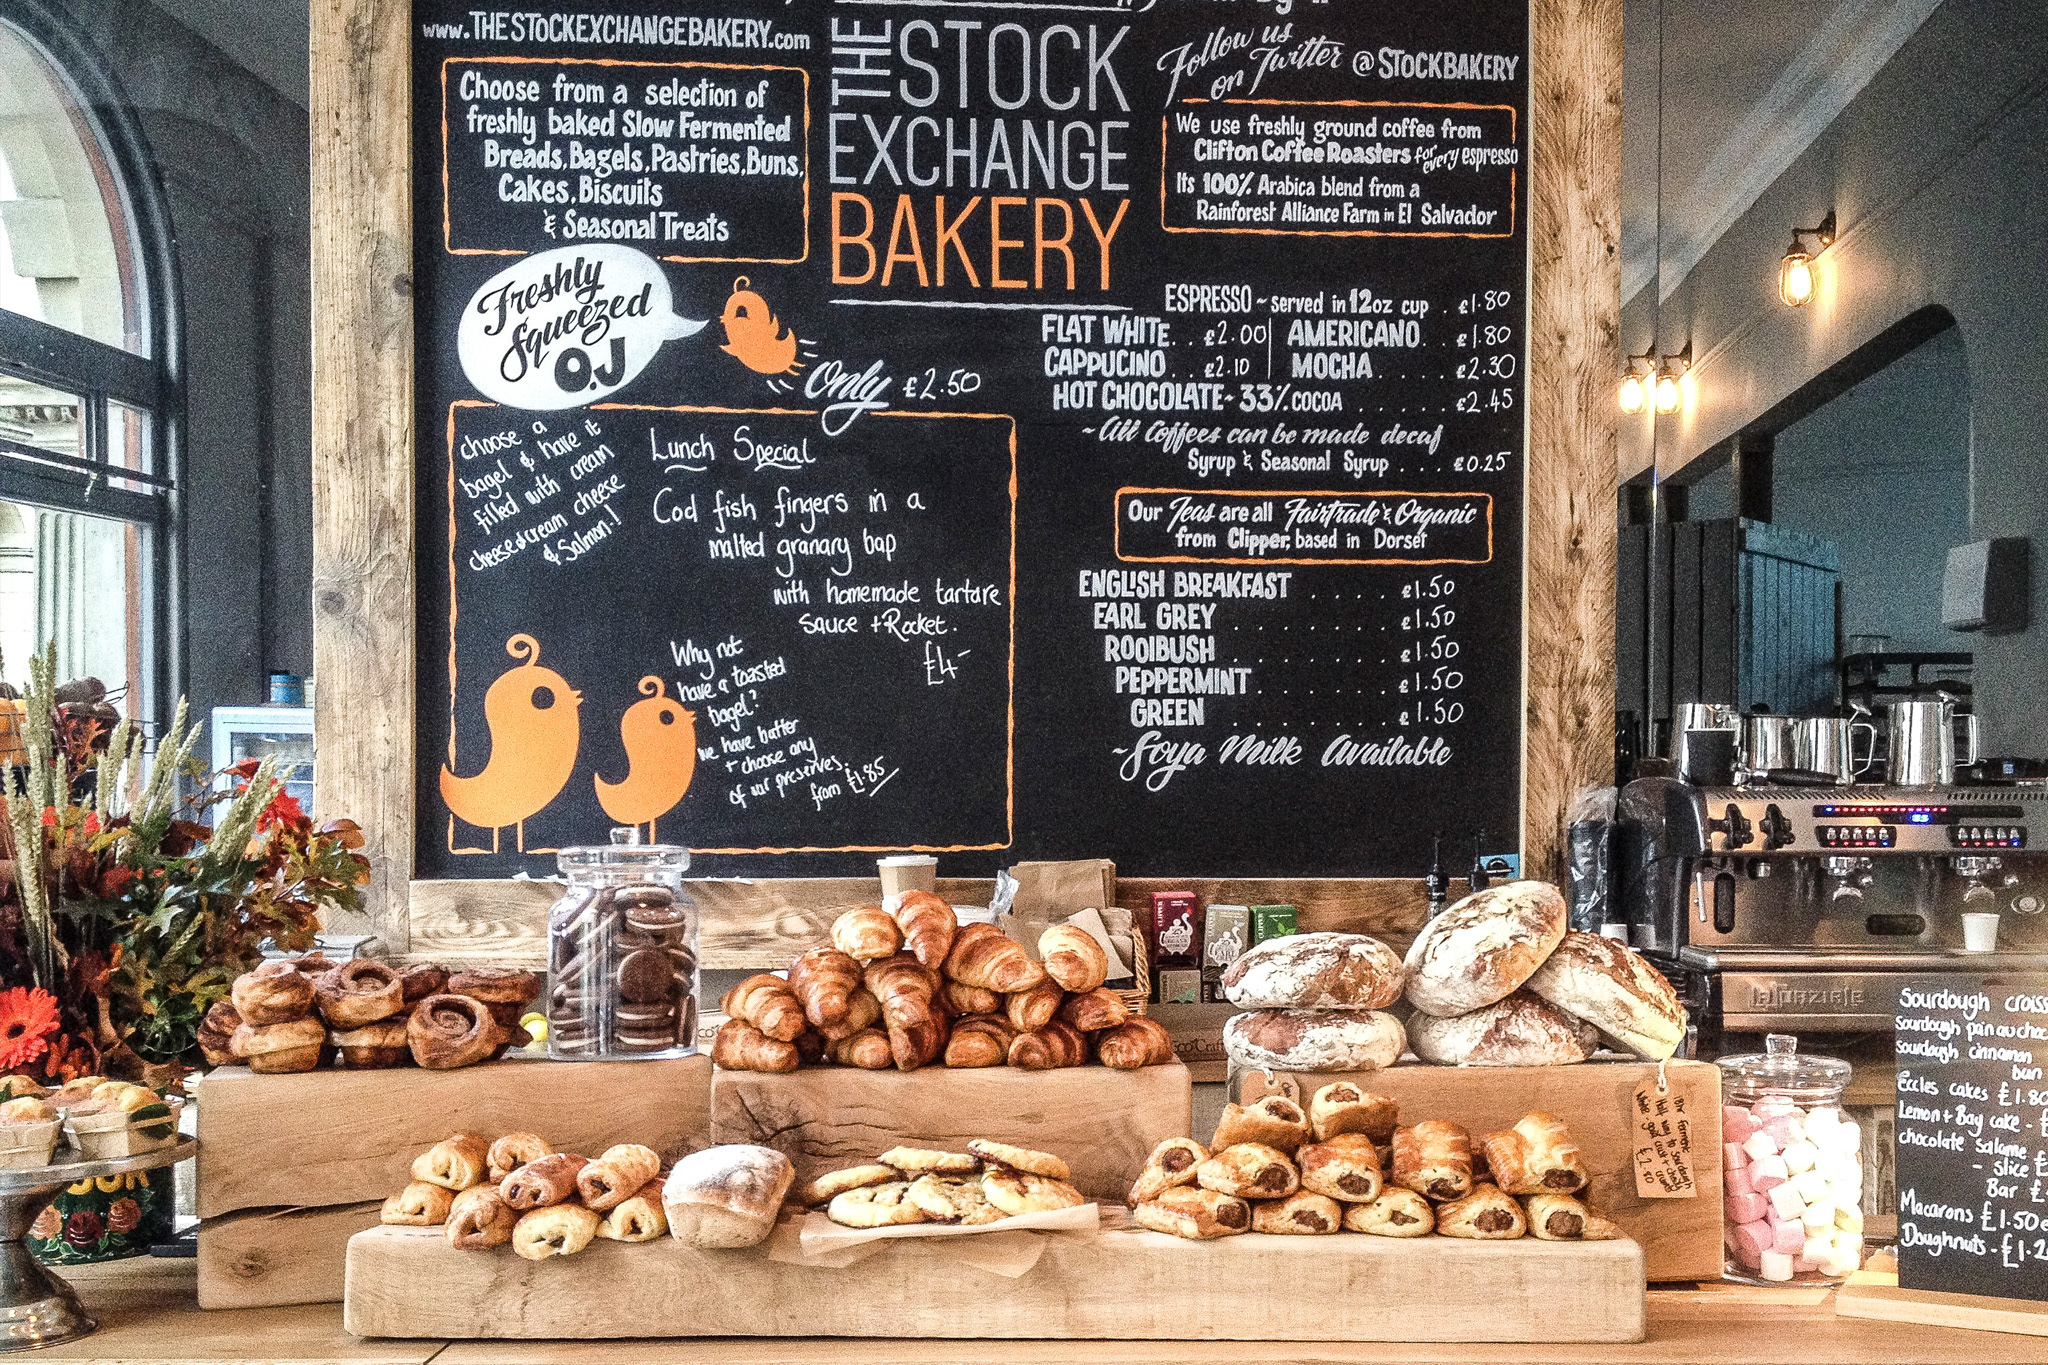 www.THESTOCKEXCHANGEBAKERY.com
Choose from a selection of
freshly baked Slow Fermented
Breads, Bagels, Pastries, Buns,
Cakes, Biscuits
& Seasonal Treats
THE STOCK
EXCHANGE
BAKERY
Follow us
on Twitter @STOCKBAKERY
We use freshly ground coffee from
Clifton Coffee Roasters for every espresso
Its 100% Arabica blend from a
Rainforest Alliance Farm in El Salvador
Freshly
Squeezed
O.J
Only £2.50
ESPRESSO ~ served in 12oz cup . £1.80
FLAT WHITE . . £2.00 | AMERICANO . . £1.80
CAPPUCINO . . £2.10 | MOCHA . . . . £2.30
HOT CHOCOLATE ~ 33% COCOA . . . . . £2.45
~ All Coffees can be made decaf
Syrup & Seasonal Syrup . . . £0.25
choose a
bagel & have it
filled with cream
cheese or cream cheese
& Salmon!
Lunch Special
Cod fish fingers in a
malted granary bap
with homemade tartare
sauce + Rocket.
£4-
Why not
have a toasted
bagel?
we have butter
+ choose any
of our preserves.
from £1.85
Our Teas are all Fairtrade & Organic
from Clipper, based in Dorset
ENGLISH BREAKFAST . . . . £1.50
EARL GREY . . . . . . £1.50
ROOIBUSH . . . . . . . £1.50
PEPPERMINT . . . . . . £1.50
GREEN . . . . . . . £1.50
~ Soya Milk Available
CLIPPER
Sourdough croiss
Sourdough pain au choc
Sourdough cinnamon
bun
Eccles cakes £1.80
Lemon + Bay cake - £
chocolate salame
- slice £
Bar £
Macarons £1.50
Doughnuts - £1.2
£2.80